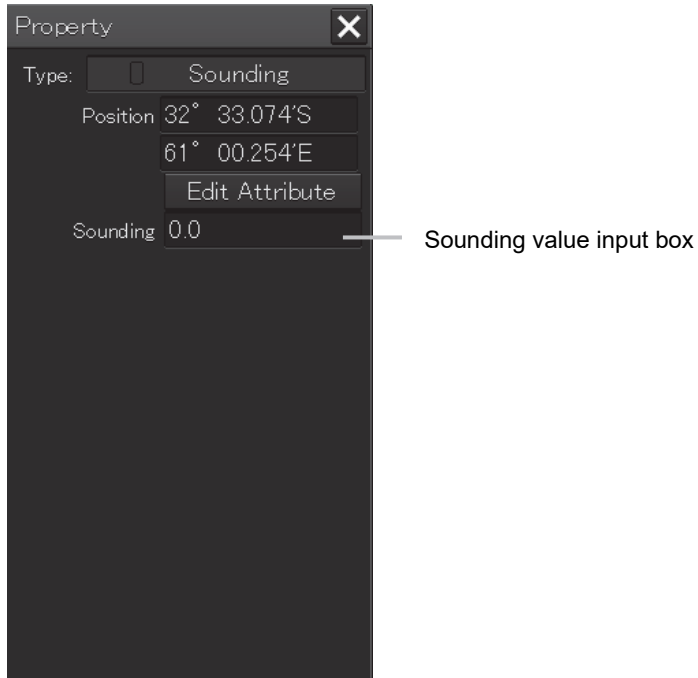 Property
Type: Sounding
Position 32° 33.074'S
61° 00.254'E
Edit Attribute
Sounding 0.0
Sounding value input box